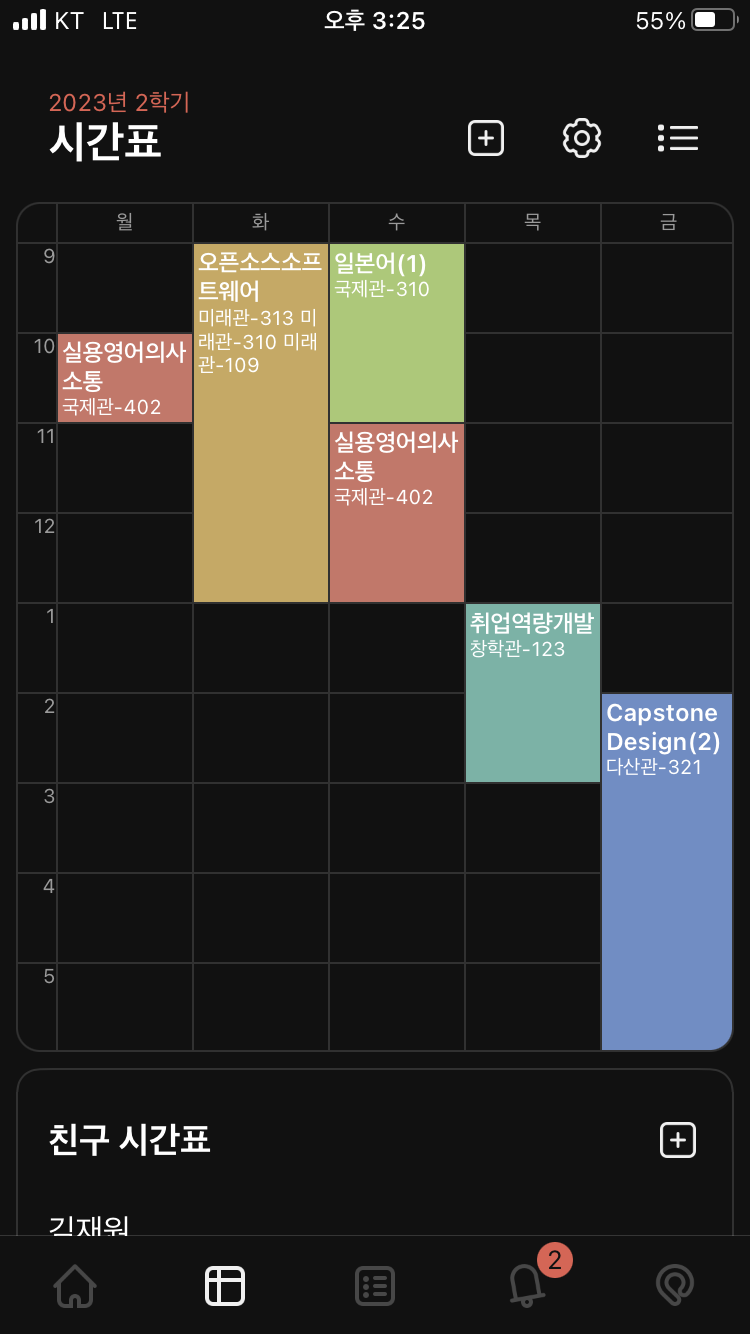 KT LTE 오후 3:25 55%
2023년 2학기
시간표
월 화 수 목 금
9
오픈소스소프
트웨어
미래관-313 미
래관-310 미래
관-109
일본어(1)
국제관-310
10
실용영어의사
소통
국제관-402
11
실용영어의사
소통
국제관-402
12
1
취업역량개발
창학관-123
2
Capstone
Design(2)
다산관-321
3
4
5
친구 시간표
김재원
2